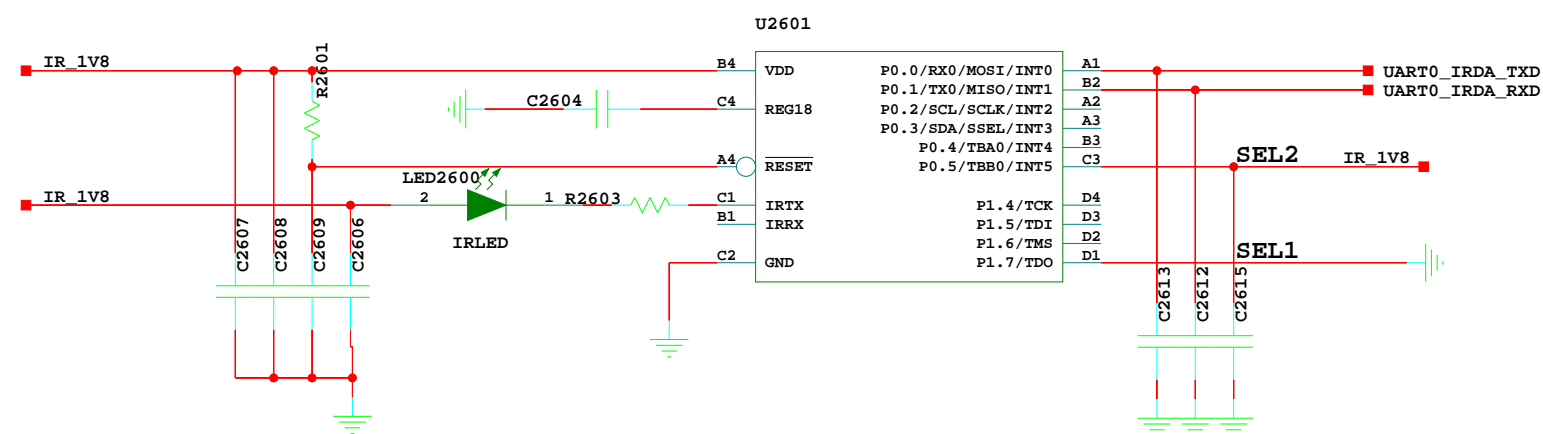 U2601
IR_1V8
R2601
B4
VDD
P0.0/RX0/MOSI/INT0
A1
UART0_IRDA_TXD
P0.1/TX0/MISO/INT1
B2
UART0_IRDA_RXD
C2604
C4
REG18
P0.2/SCL/SCLK/INT2
A2
P0.3/SDA/SSEL/INT3
A3
P0.4/TBA0/INT4
B3
A4
RESET
P0.5/TBB0/INT5
C3
SEL2
IR_1V8
LED2600
IR_1V8
2
1
R2603
C1
IRTX
P1.4/TCK
D4
B1
IRRX
P1.5/TDI
D3
IRLED
P1.6/TMS
D2
C2
GND
P1.7/TDO
D1
SEL1
C2607
C2608
C2609
C2606
C2613
C2612
C2615